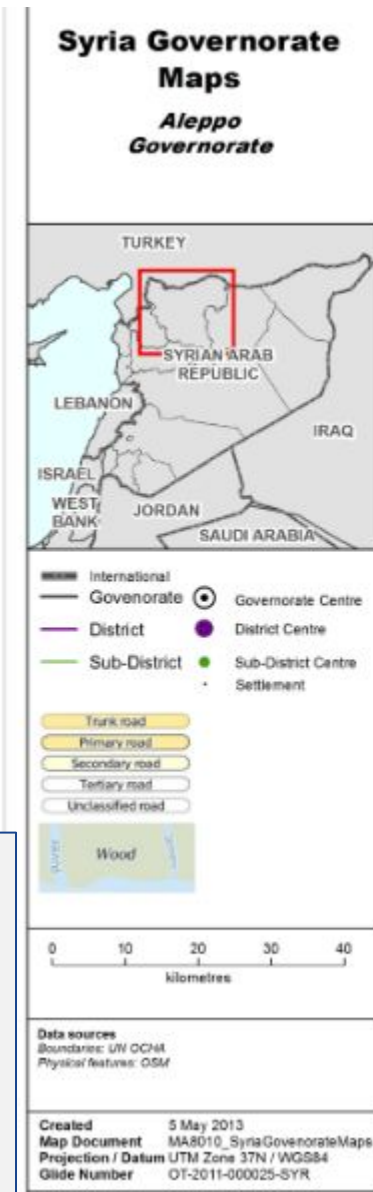 Syria Governorate
Maps
Aleppo
Governorate
TURKEY
SYRIAN ARAB
REPUBLIC
LEBANON
IRAQ
ISRAEL
WEST
BANK
JORDAN
SAUDI ARABIA
International
Govenorate
Governorate Centre
District
District Centre
Sub-District
Sub-District Centre
Settlement
Trunk road
Primary road
Secondary road
Tertiary road
Unclassified road
Wood
0 10 20 30 40
kilometres
Data sources
Boundaries: UN OCHA
Physical features: OSM
Created 5 May 2013
Map Document MA8010_SyriaGovenorateMaps
Projection / Datum UTM Zone 37N / WGS84
Glide Number OT-2011-000025-SYR